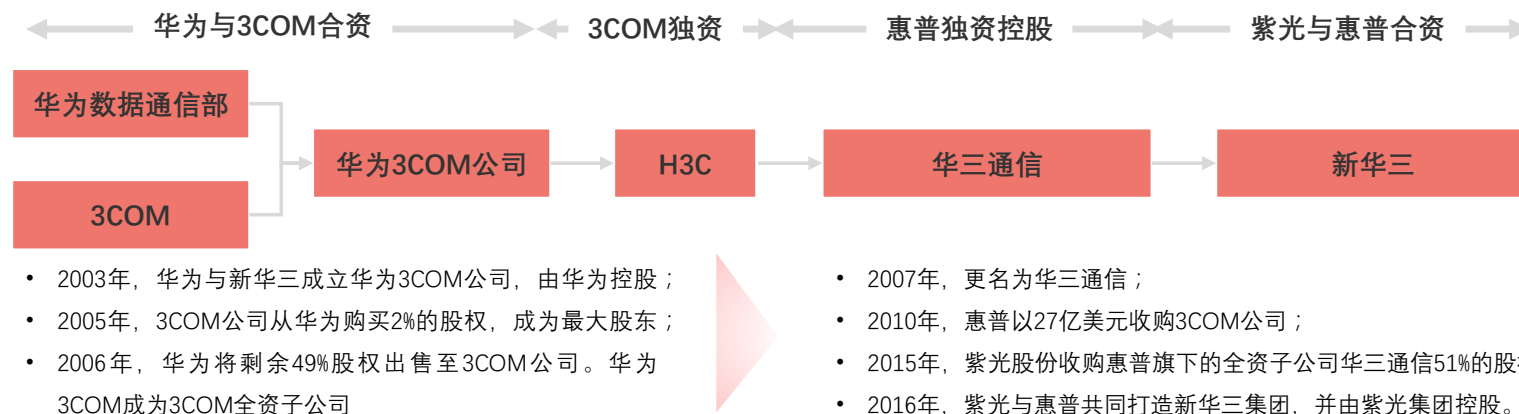 华为与3COM合资
3COM独资
惠普独资控股
紫光与惠普合资
华为数据通信部
3COM
华为3COM公司
H3C
华三通信
新华三
• 2003年，华为与新华三成立华为3COM公司，由华为控股；
• 2005年，3COM公司从华为购买2%的股权，成为最大股东；
• 2006年，华为将剩余49%股权出售至3COM公司。华为
3COM成为3COM全资子公司
• 2007年，更名为华三通信；
• 2010年，惠普以27亿美元收购3COM公司；
• 2015年，紫光股份收购惠普旗下的全资子公司华三通信51%的股
• 2016年，紫光与惠普共同打造新华三集团，并由紫光集团控股。